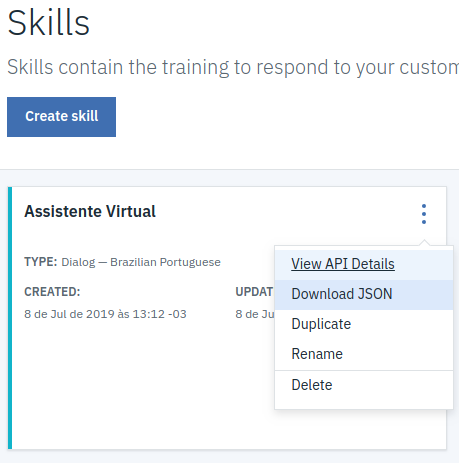 Skills
Skills contain the training to respond to your custom
Create skill
Assistente Virtual
TYPE: Dialog — Brazilian Portuguese
CREATED:
8 de Jul de 2019 às 13:12 -03
UPDAT
8 de Ju
View API Details
Download JSON
Duplicate
Rename
Delete